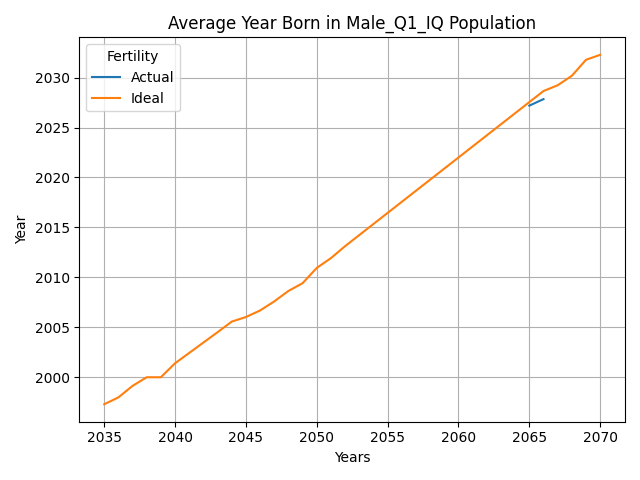 Average Year Born in Male_Q1_IQ Population
Fertility
Actual
Ideal
Year
2030
2025
2020
2015
2010
2005
2000
2035 2040 2045 2050 2055 2060 2065 2070
Years